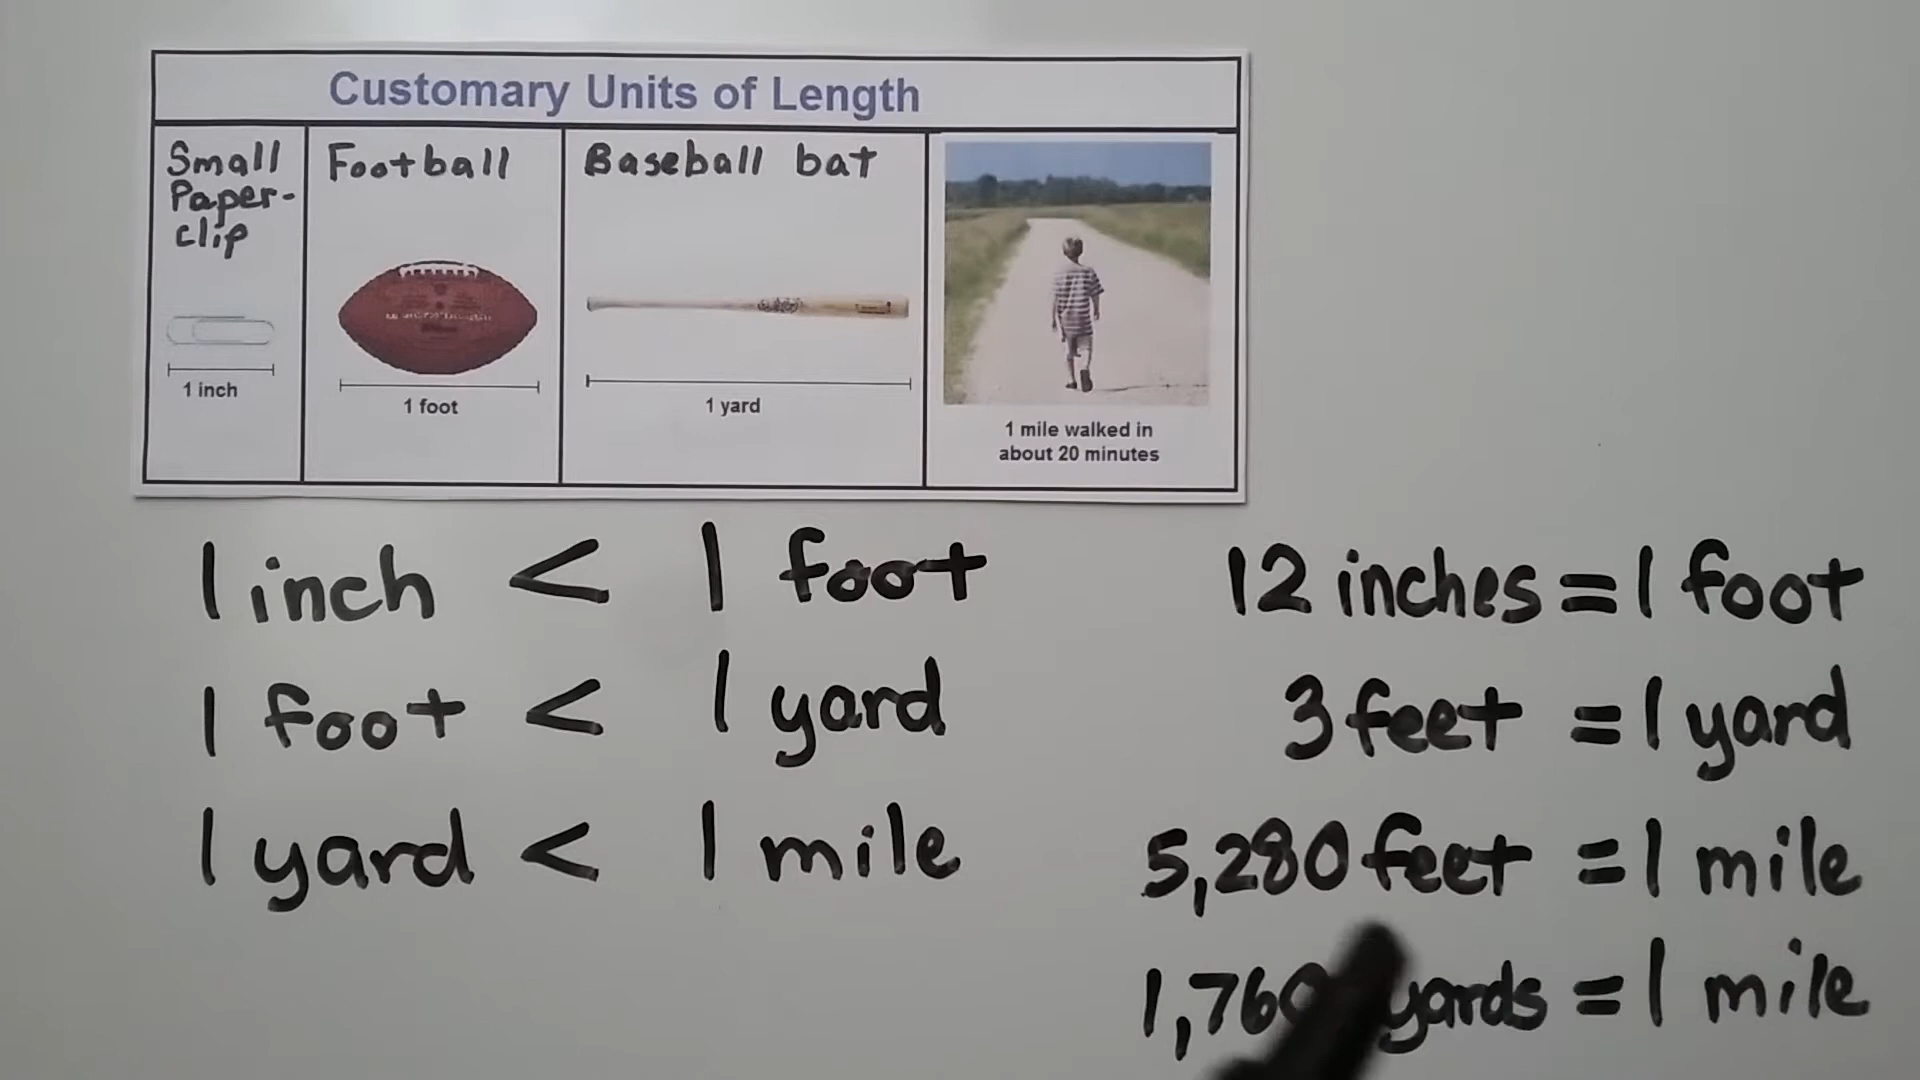 Customary Units of Length
Small
Paper-
clip
1 inch
Football
1 foot
Baseball bat
1 yard
1 mile walked in
about 20 minutes
1 inch < 1 foot
1 foot < 1 yard
1 yard < 1 mile
12 inches = 1 foot
3 feet = 1 yard
5,280 feet = 1 mile
1,760 yards = 1 mile